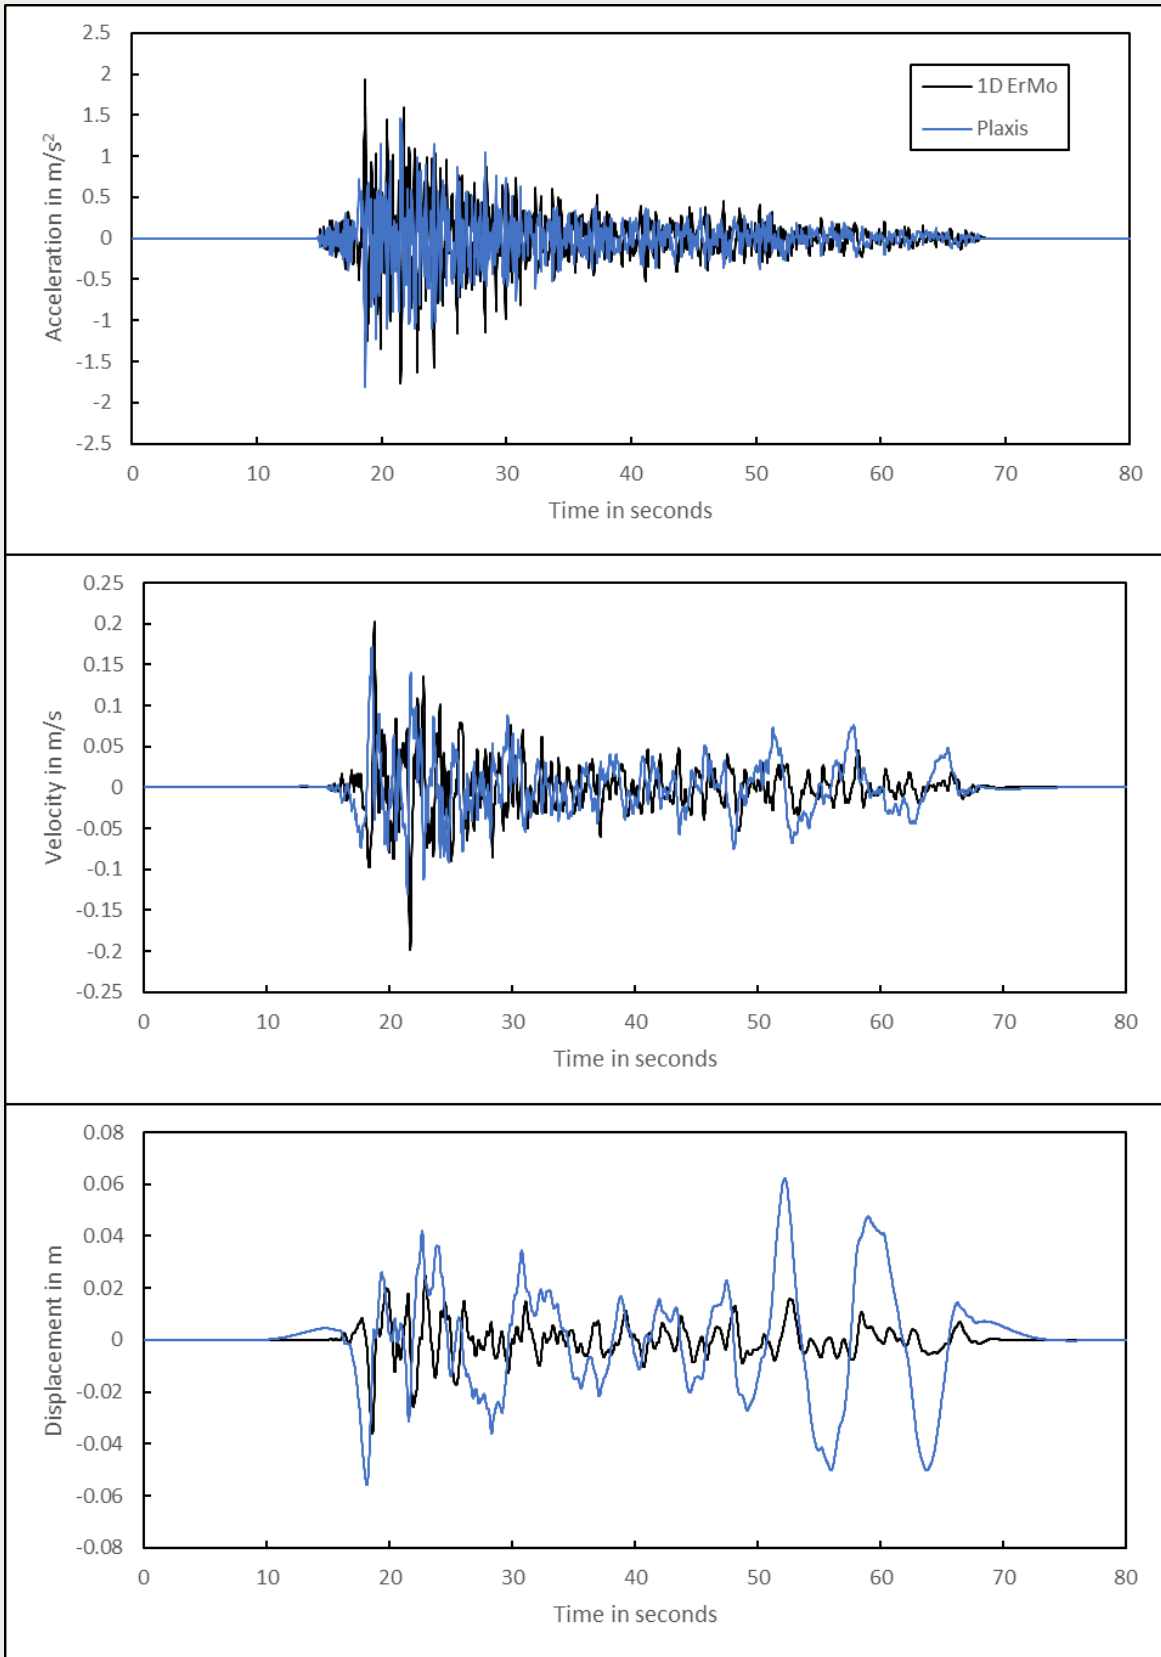 2.5
2
1.5
1
0.5
0
-0.5
-1
-1.5
-2
-2.5
Acceleration in m/s²
1D ErMo
Plaxis
0 10 20 30 40 50 60 70 80
Time in seconds
0.25
0.2
0.15
0.1
0.05
0
-0.05
-0.1
-0.15
-0.2
-0.25
Velocity in m/s
0 10 20 30 40 50 60 70 80
Time in seconds
0.08
0.06
0.04
0.02
0
-0.02
-0.04
-0.06
-0.08
Displacement in m
0 10 20 30 40 50 60 70 80
Time in seconds